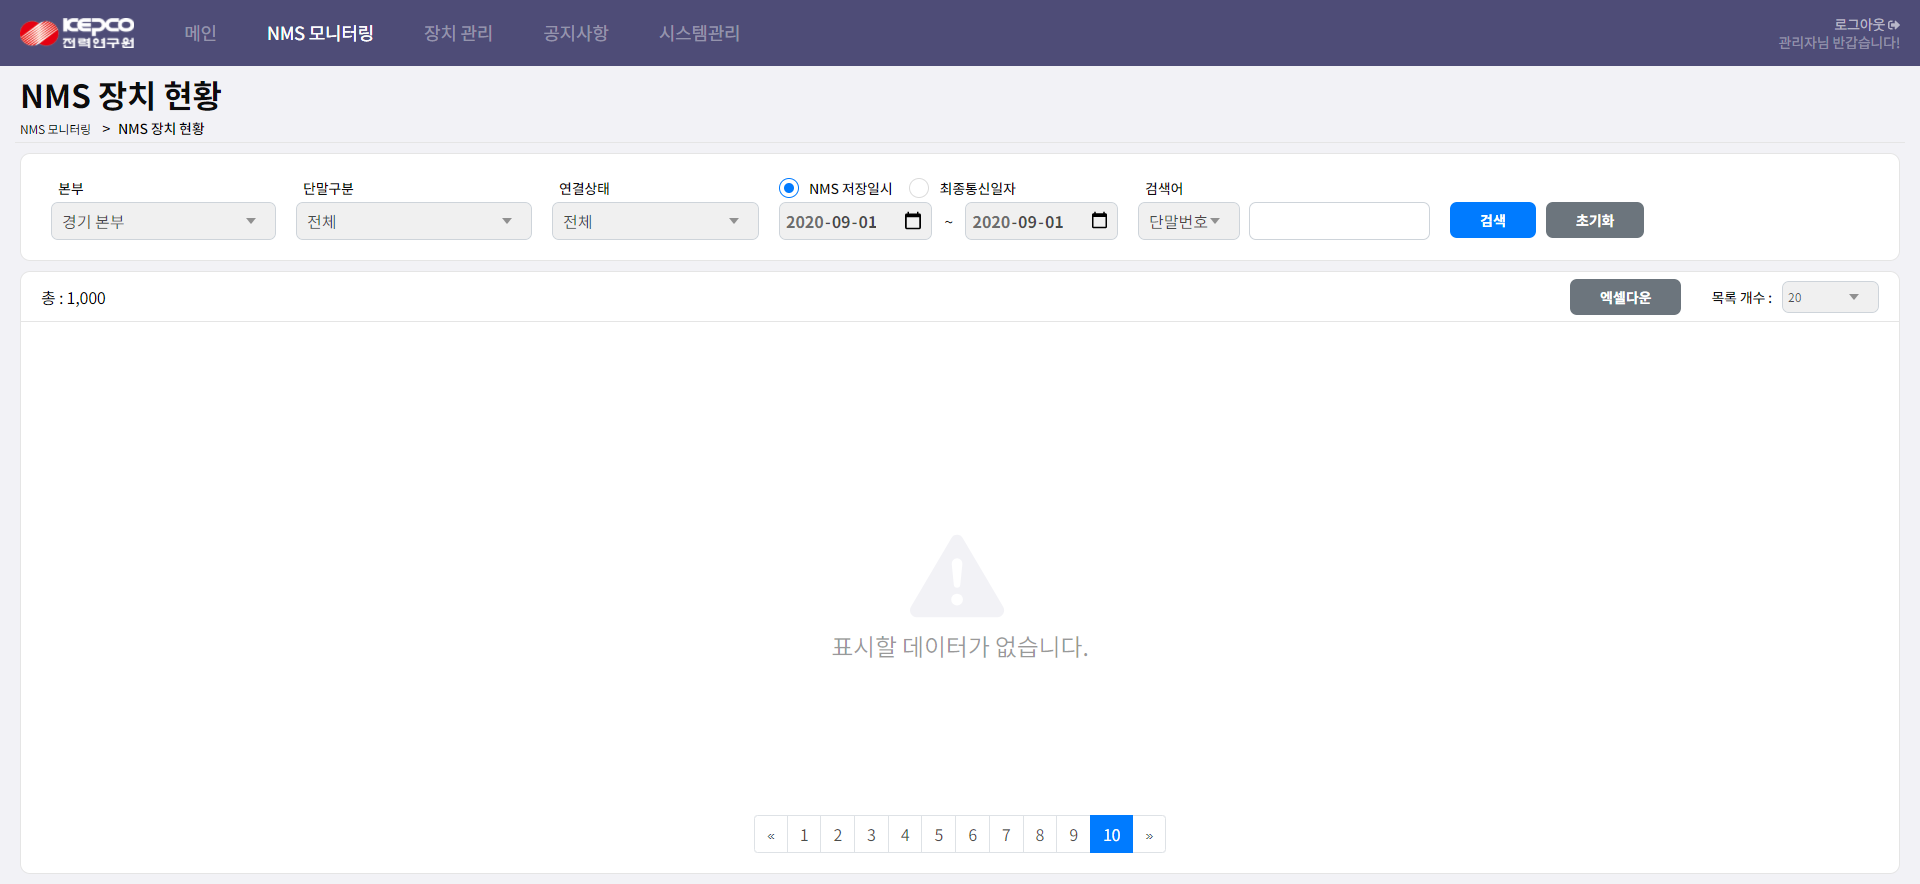 KEPCO
전력연구원
메인 NMS 모니터링 장치 관리 공지사항 시스템관리
로그아웃
관리자님 반갑습니다!
NMS 장치 현황
NMS 모니터링 > NMS 장치 현황
본부 단말구분 연결상태 NMS 저장일시 최종통신일자 검색어
경기 본부 전체 전체 2020-09-01 ~ 2020-09-01 단말번호 검색 초기화
총 : 1,000 엑셀다운 목록 개수 : 20
표시할 데이터가 없습니다.
« 1 2 3 4 5 6 7 8 9 10 »